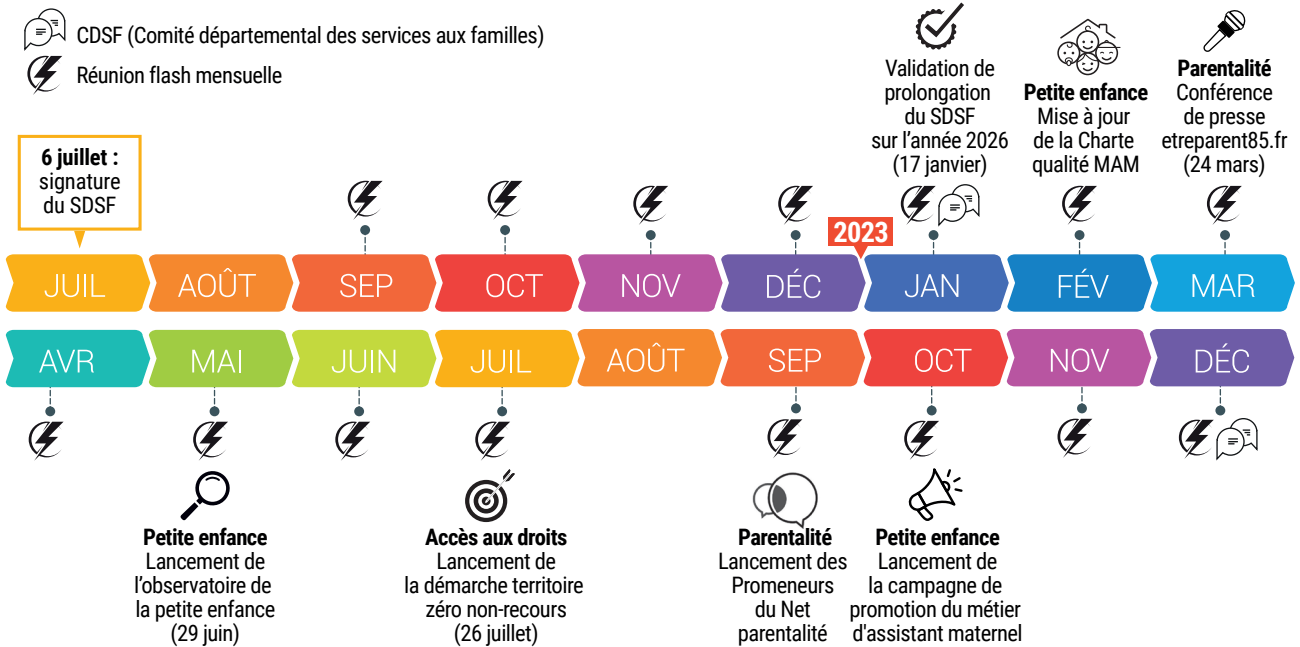 CDSF (Comité départemental des services aux familles)
Réunion flash mensuelle
6 juillet :
signature
du SDSF
Validation de
prolongation
du SDSF
sur l'année 2026
(17 janvier)
Petite enfance
Mise à jour
de la Charte
qualité MAM
Parentalité
Conférence
de presse
etreparent85.fr
(24 mars)
2023
JUIL
AOÛT
SEP
OCT
NOV
DÉC
JAN
FÉV
MAR
AVR
MAI
JUIN
JUIL
AOÛT
SEP
OCT
NOV
DÉC
Petite enfance
Lancement de
l'observatoire de
la petite enfance
(29 juin)
Accès aux droits
Lancement de
la démarche territoire
zéro non-recours
(26 juillet)
Parentalité
Lancement des
Promeneurs
du Net
parentalité
Petite enfance
Lancement de
la campagne de
promotion du métier
d'assistant maternel